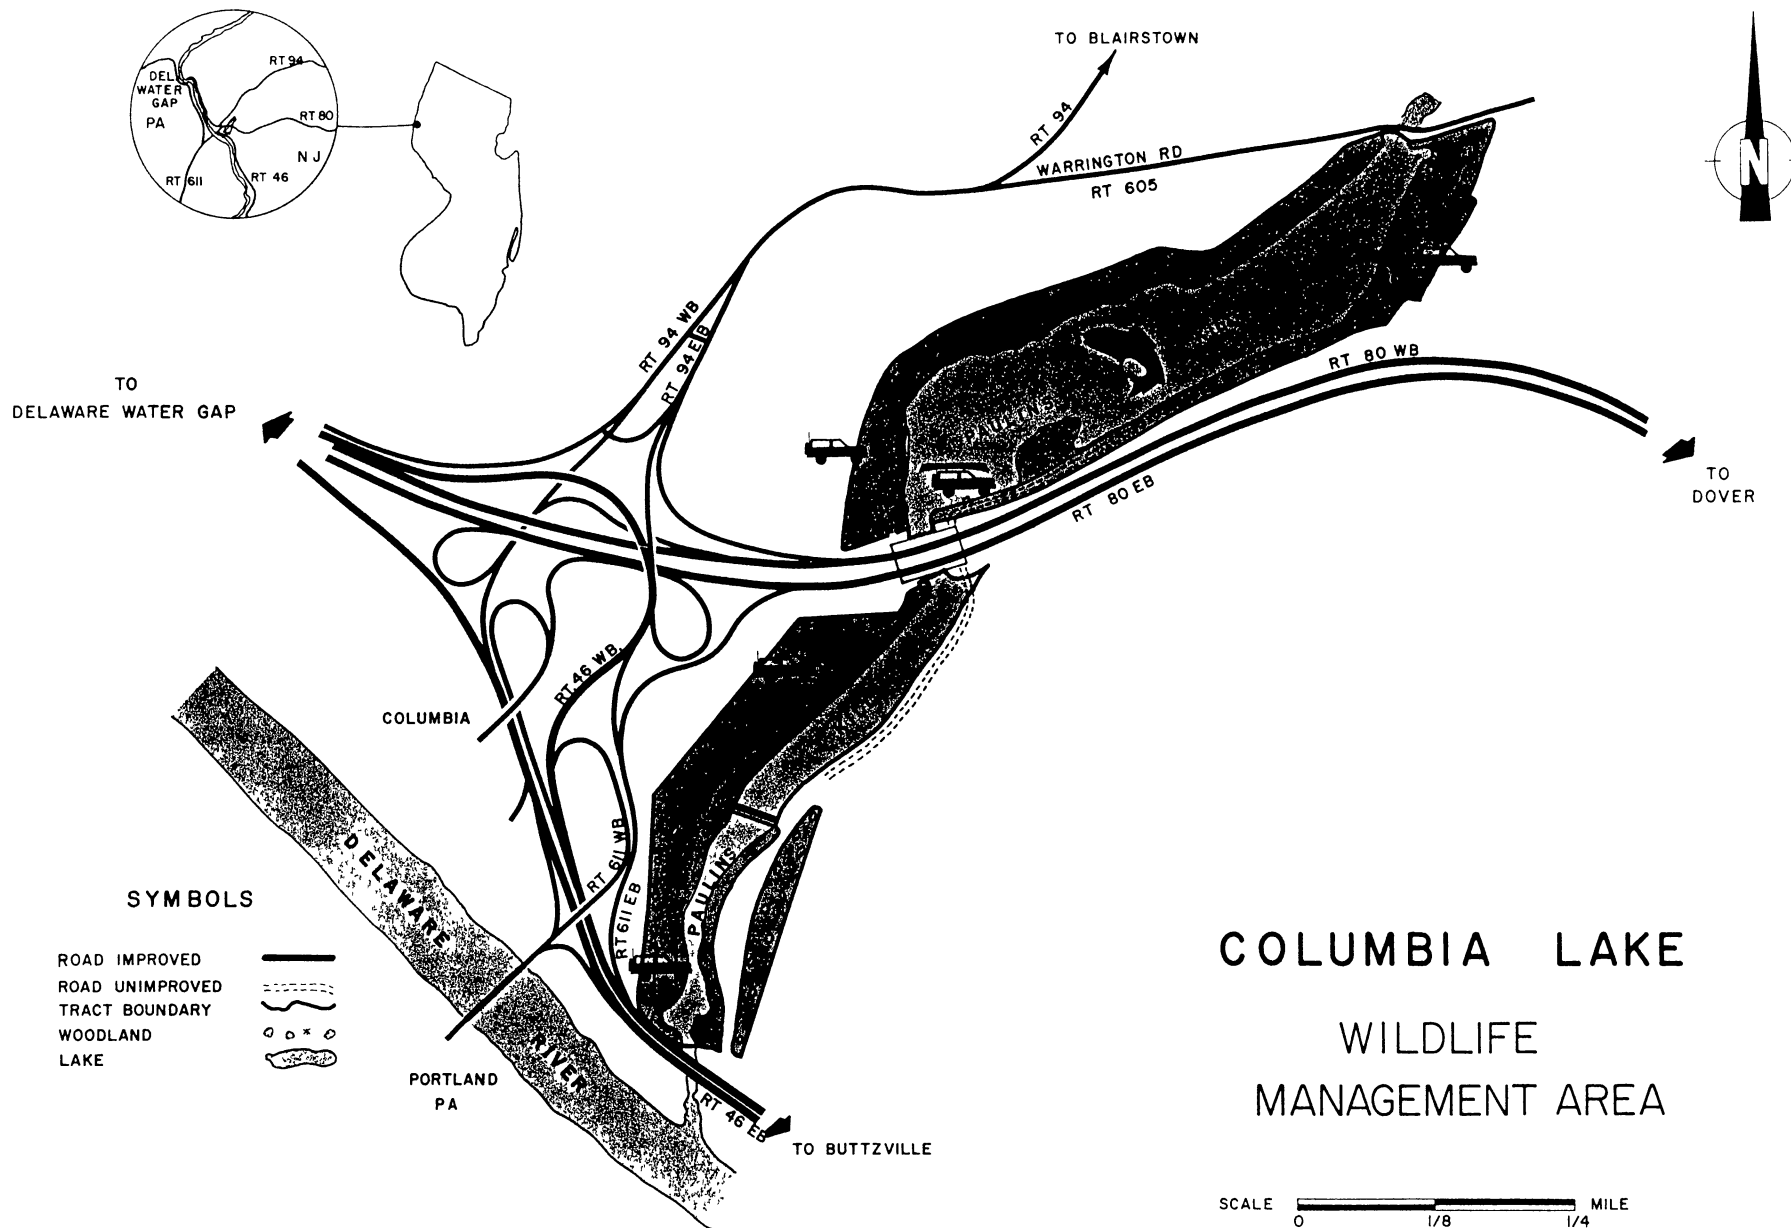 TO BLAIRSTOWN
RT 94
DEL
WATER
GAP
PA
RT 80
NJ
RT 611
RT 46
RT 94
WARRINGTON RD
RT 605
N
RT 94 WB
RT 94 EB
RT 80 WB
TO
DELAWARE WATER GAP
PAULINS
TO
DOVER
RT 80 EB
RT. 46 WB.
COLUMBIA
DELAWARE
RIVER
RT 611 WB
RT 611 EB
PAULINS
SYMBOLS
ROAD IMPROVED
ROAD UNIMPROVED
TRACT BOUNDARY
WOODLAND
LAKE
PORTLAND
PA
RT 46 EB
TO BUTTZVILLE
COLUMBIA LAKE
WILDLIFE
MANAGEMENT AREA
SCALE
MILE
0 1/8 1/4